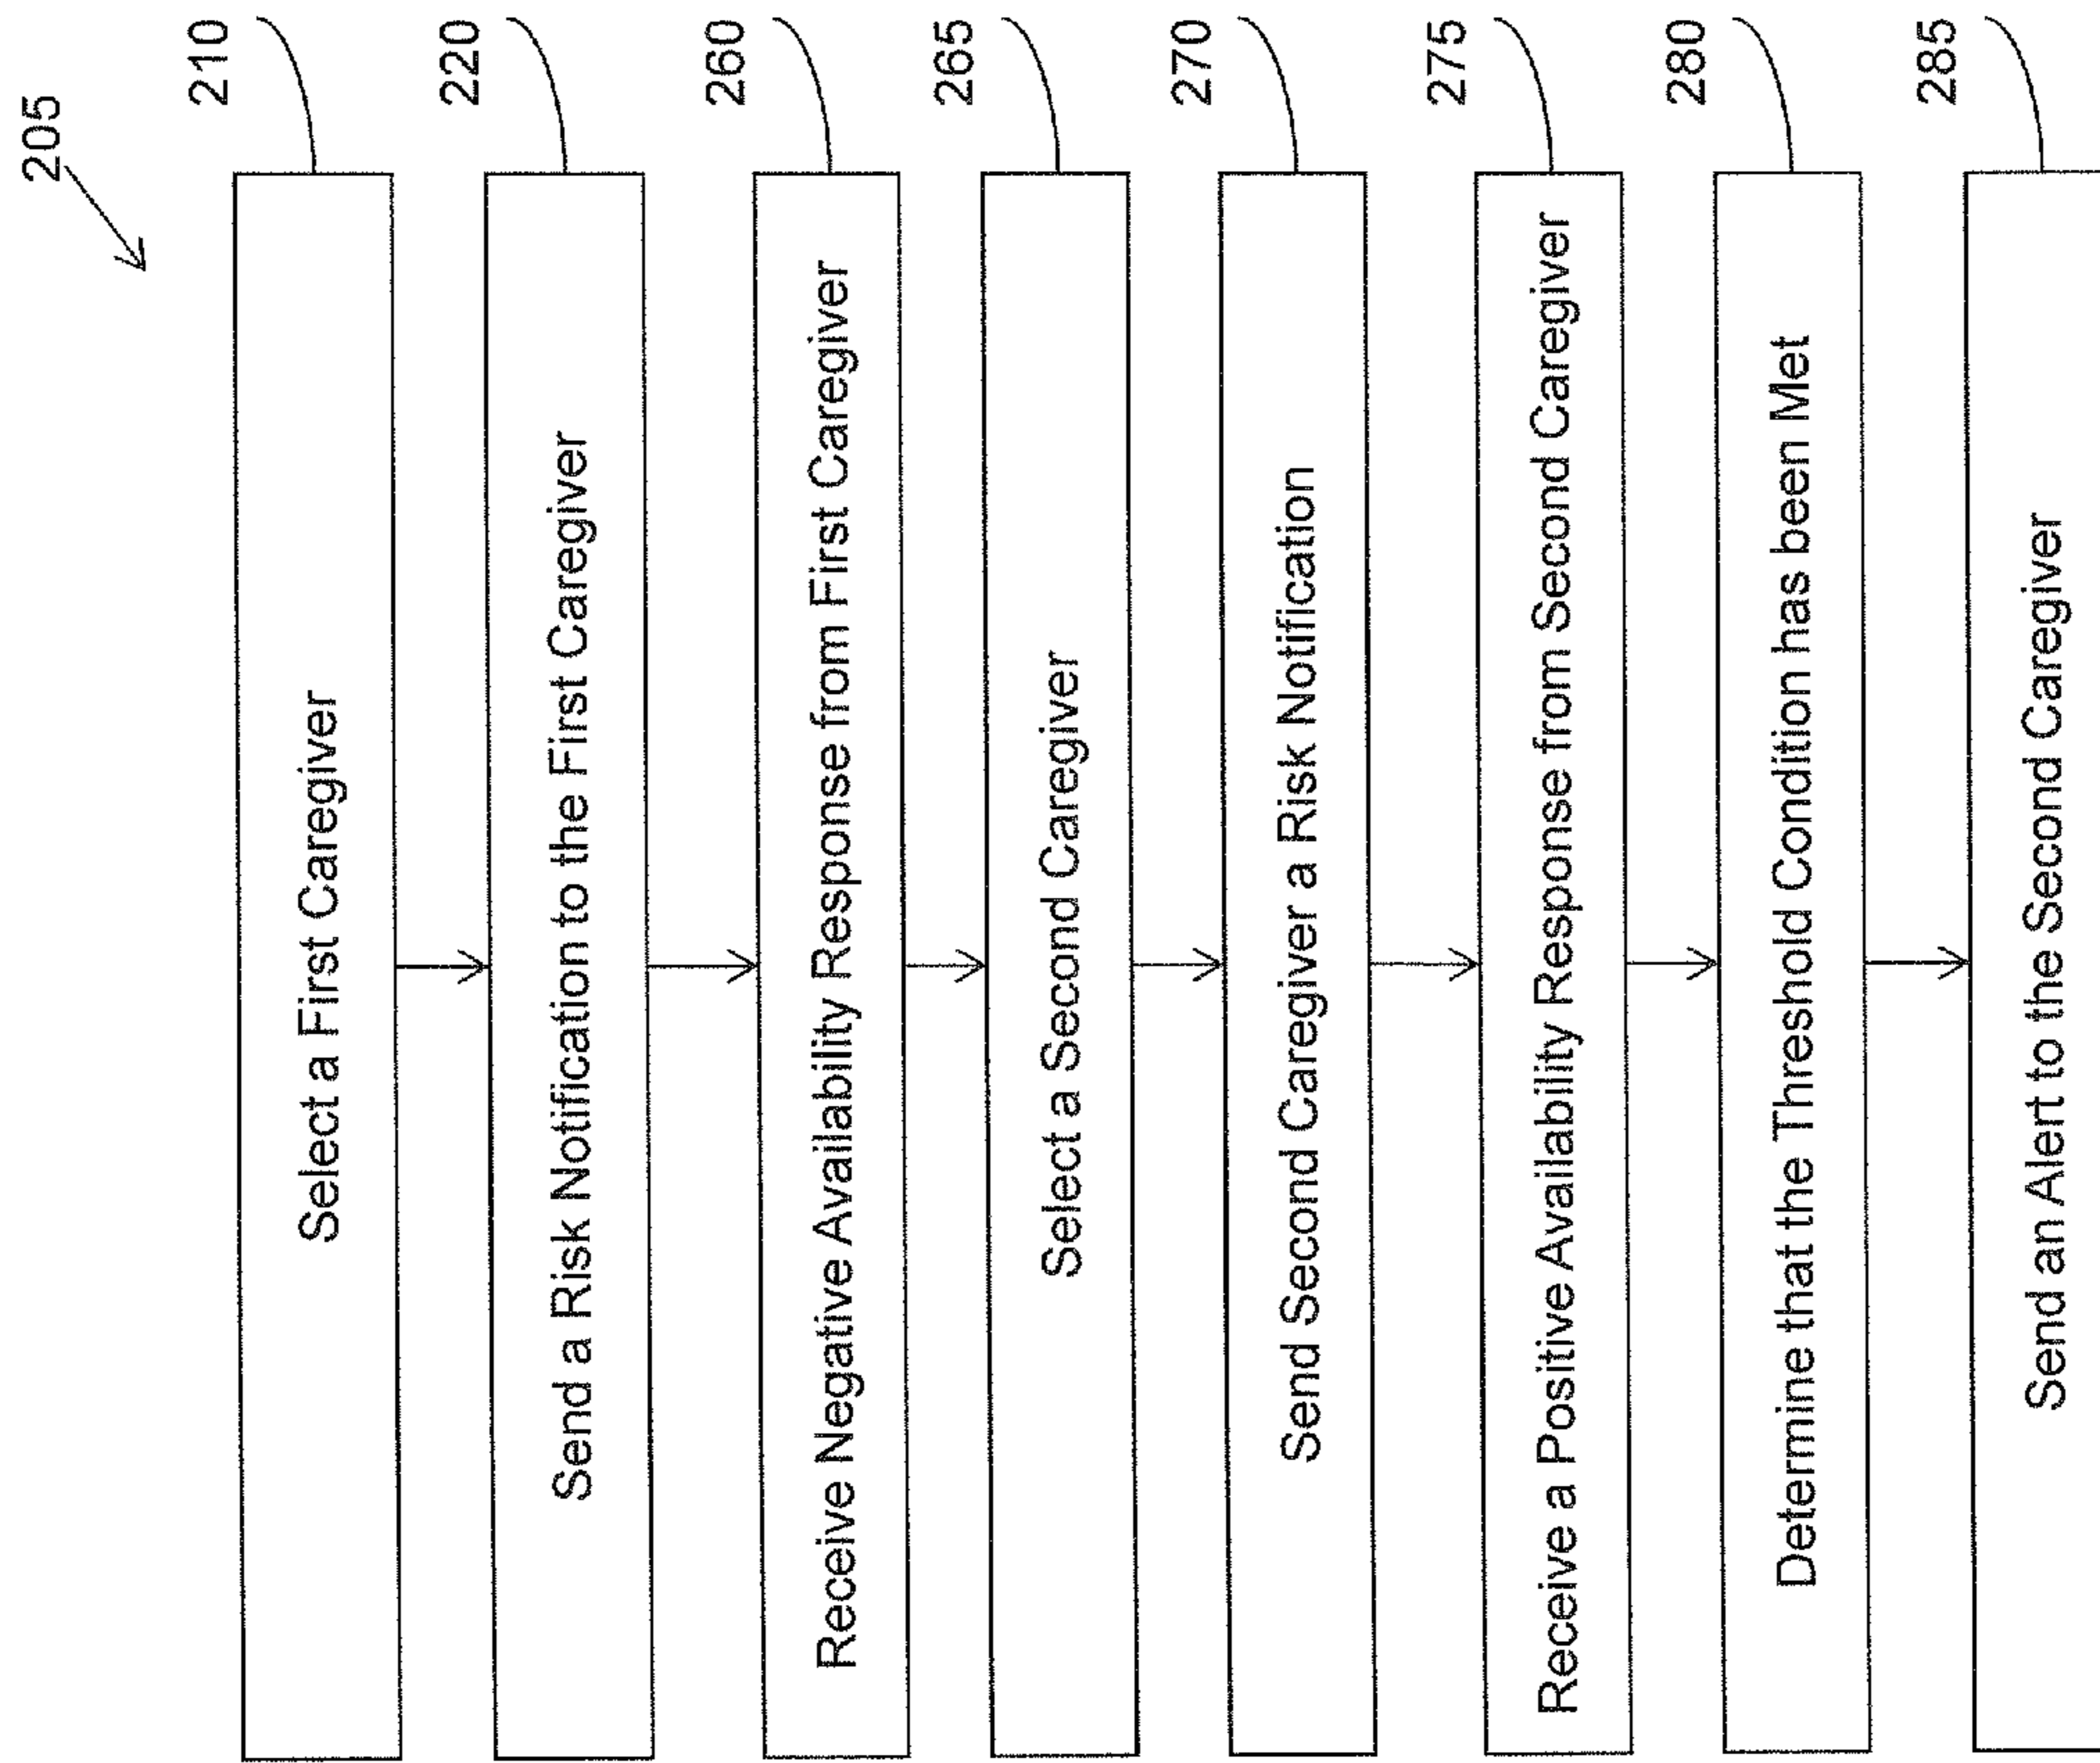 205
Select a First Caregiver
210
Send a Risk Notification to the First Caregiver
220
Receive Negative Availability Response from First Caregiver
260
Select a Second Caregiver
265
Send Second Caregiver a Risk Notification
270
Receive a Positive Availability Response from Second Caregiver
275
Determine that the Threshold Condition has been Met
280
Send an Alert to the Second Caregiver
285